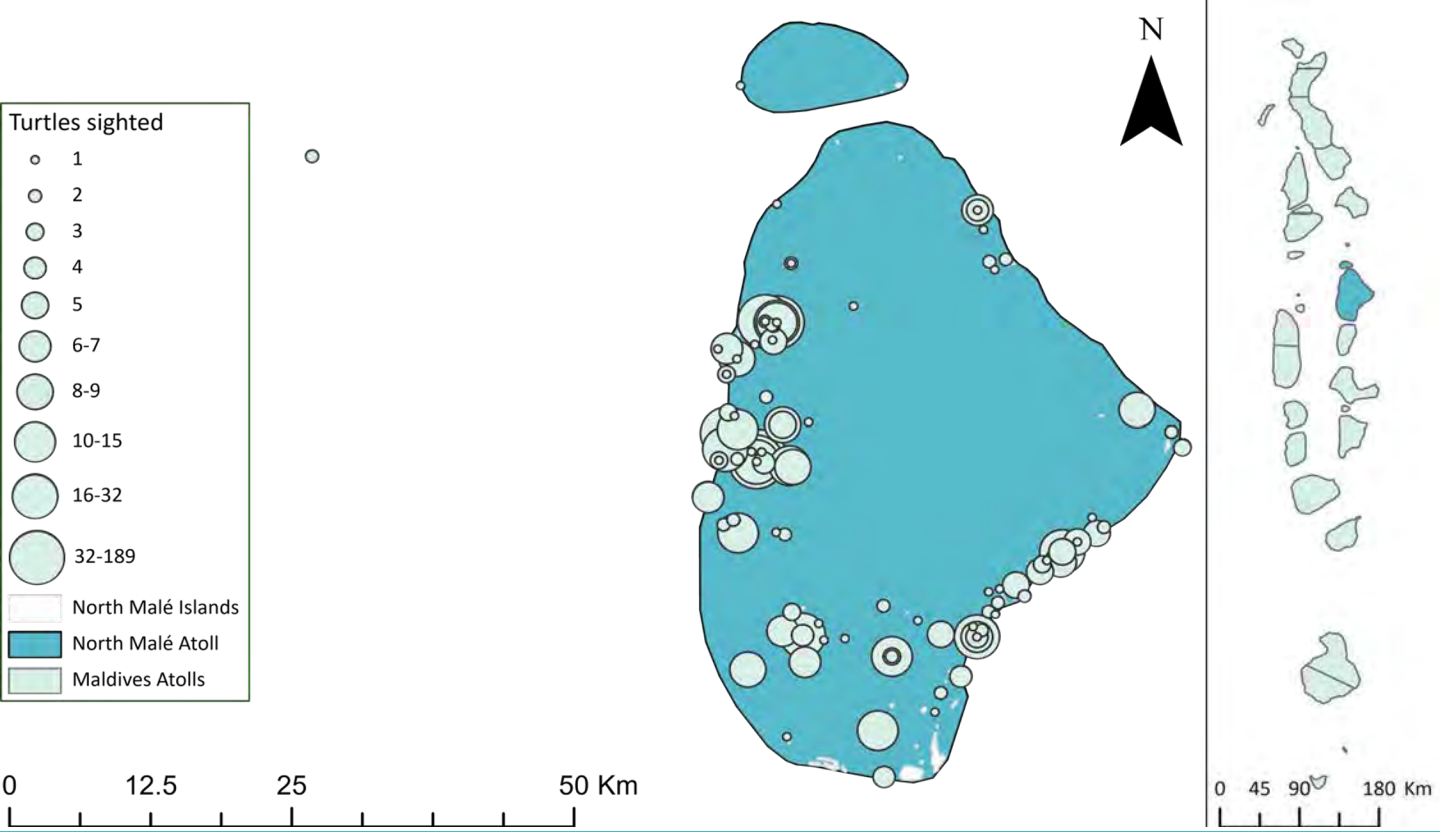 N
Turtles sighted
1
2
3
4
5
6-7
8-9
10-15
16-32
32-189
North Malé Islands
North Malé Atoll
Maldives Atolls
0 12.5 25 50 Km
0 45 90 180 Km